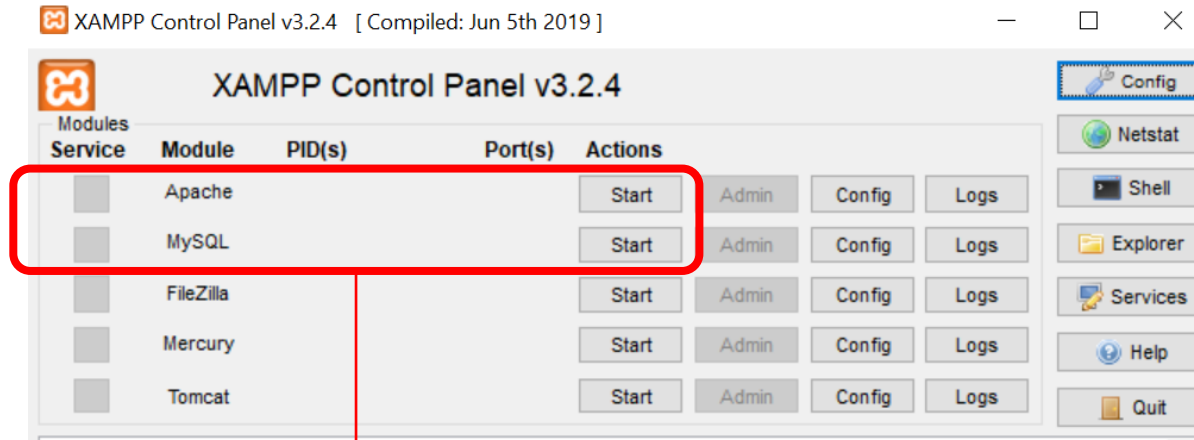 XAMPP Control Panel v3.2.4 [ Compiled: Jun 5th 2019 ]
XAMPP Control Panel v3.2.4
Config
Modules
Netstat
Service Module PID(s) Port(s) Actions
Apache Start Admin Config Logs
Shell
MySQL Start Admin Config Logs
Explorer
FileZilla Start Admin Config Logs
Services
Mercury Start Admin Config Logs
Help
Tomcat Start Admin Config Logs
Quit